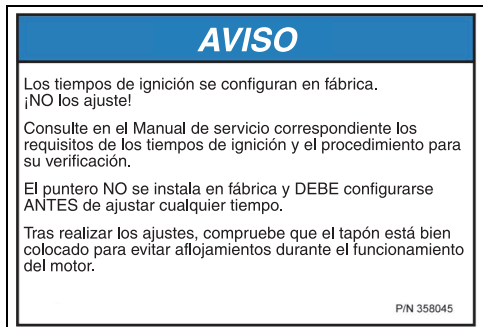 AVISO
Los tiempos de ignición se configuran en fábrica.
¡NO los ajuste!
Consulte en el Manual de servicio correspondiente los
requisitos de los tiempos de ignición y el procedimiento para
su verificación.
El puntero NO se instala en fábrica y DEBE configurarse
ANTES de ajustar cualquier tiempo.
Tras realizar los ajustes, compruebe que el tapón está bien
colocado para evitar aflojamientos durante el funcionamiento
del motor.
P/N 358045